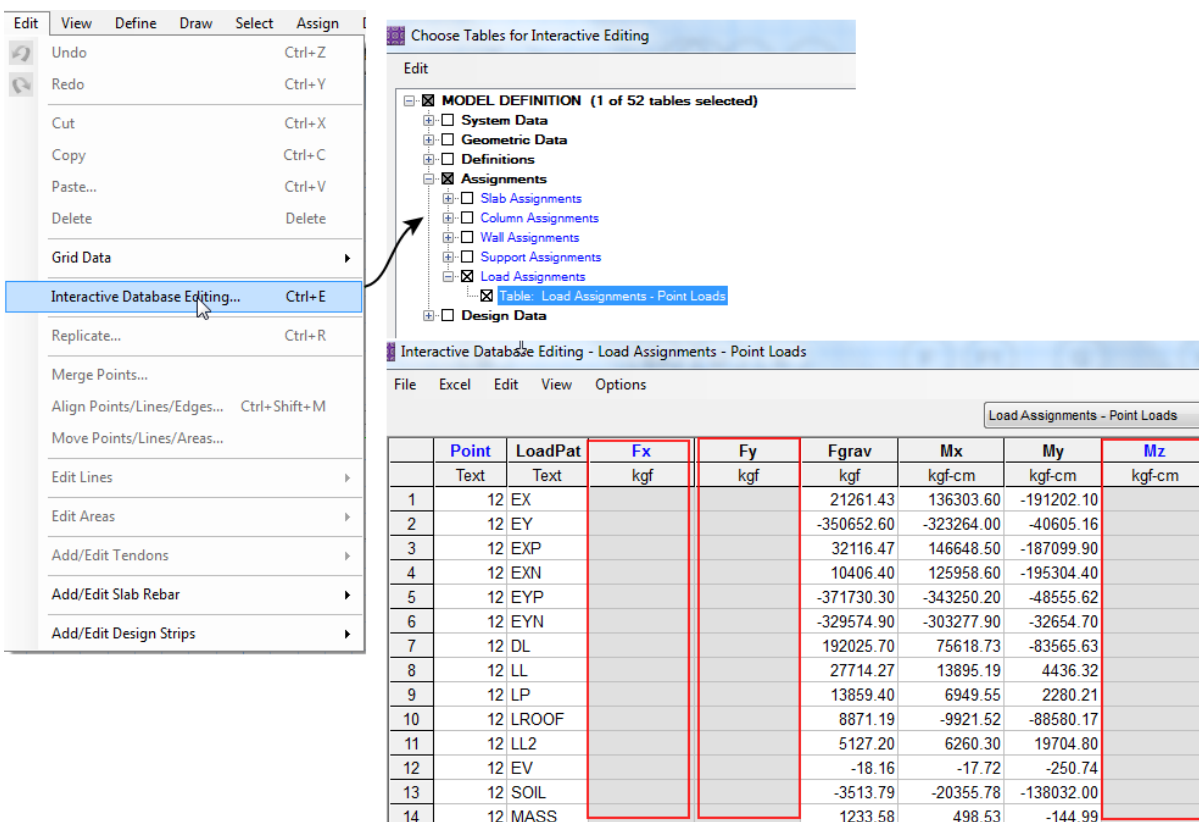 Edit View Define Draw Select Assign
Undo Ctrl+Z
Redo Ctrl+Y
Cut Ctrl+X
Copy Ctrl+C
Paste... Ctrl+V
Delete Delete
Grid Data
Interactive Database Editing... Ctrl+E
Replicate... Ctrl+R
Merge Points...
Align Points/Lines/Edges... Ctrl+Shift+M
Move Points/Lines/Areas...
Edit Lines
Edit Areas
Add/Edit Tendons
Add/Edit Slab Rebar
Add/Edit Design Strips
Choose Tables for Interactive Editing
Edit
MODEL DEFINITION (1 of 52 tables selected)
System Data
Geometric Data
Definitions
Assignments
Slab Assignments
Column Assignments
Wall Assignments
Support Assignments
Load Assignments
Table: Load Assignments - Point Loads
Design Data
Interactive Database Editing - Load Assignments - Point Loads
File Excel Edit View Options
Load Assignments - Point Loads
Point LoadPat Fx Fy Fgrav Mx My Mz
Text Text kgf kgf kgf kgf-cm kgf-cm kgf-cm
1 12 EX 21261.43 136303.60 -191202.10
2 12 EY -350652.60 -323264.00 -40605.16
3 12 EXP 32116.47 146648.50 -187099.90
4 12 EXN 10406.40 125958.60 -195304.40
5 12 EYP -371730.30 -343250.20 -48555.62
6 12 EYN -329574.90 -303277.90 -32654.70
7 12 DL 192025.70 75618.73 -83565.63
8 12 LL 27714.27 13895.19 4436.32
9 12 LP 13859.40 6949.55 2280.21
10 12 LROOF 8871.19 -9921.52 -88580.17
11 12 LL2 5127.20 6260.30 19704.80
12 12 EV -18.16 -17.72 -250.74
13 12 SOIL -3513.79 -20355.78 -138032.00
14 12 MASS 1233.58 498.53 -144.99